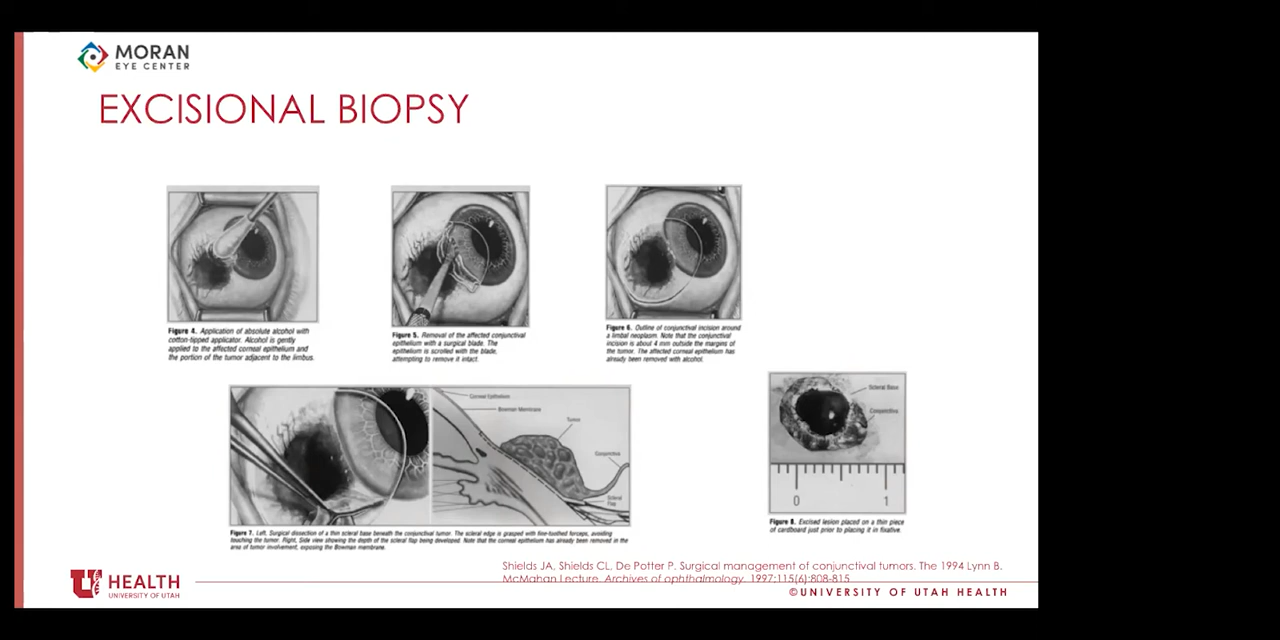 MORAN
EYE CENTER
EXCISIONAL BIOPSY
Figure 4. Application of absolute alcohol with
cotton-tipped applicator. Alcohol is gently
applied to the affected corneal epithelium and
the portion of the tumor adjacent to the limbus.
Figure 5. Removal of the affected conjunctival
epithelium with a surgical blade. The
epithelium is scrolled with the blade,
attempting to remove it intact.
Figure 6. Outline of conjunctival incision around
a limbal neoplasm. Note that the conjunctival
incision is about 4 mm outside the margins of
the tumor. The affected corneal epithelium has
already been removed with alcohol.
Corneal Epithelium
Bowman Membrane
Tumor
Conjunctiva
Scleral
Flap
Figure 7. Left, Surgical dissection of a thin scleral base beneath the conjunctival tumor. The scleral edge is grasped with fine-toothed forceps, avoiding
touching the tumor. Right, Side view showing the depth of the scleral flap being developed. Note that the corneal epithelium has already been removed in the
area of tumor involvement, exposing the Bowman membrane.
Scleral Base
Conjunctiva
0 1
Figure 8. Excised lesion placed on a thin piece
of cardboard just prior to placing it in fixative.
Shields JA, Shields CL, De Potter P. Surgical management of conjunctival tumors. The 1994 Lynn B.
McMahan Lecture. Archives of ophthalmology. 1997;115(6):808-815
U HEALTH
UNIVERSITY OF UTAH
©UNIVERSITY OF UTAH HEALTH